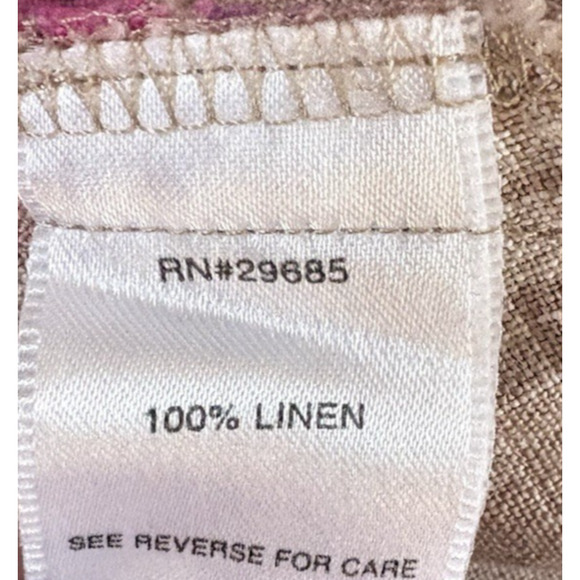 RN#29685
100% LINEN
SEE REVERSE FOR CARE